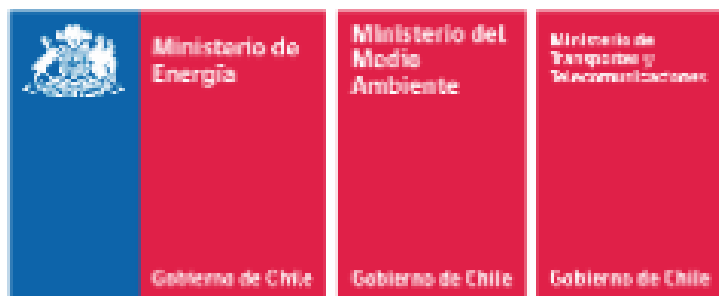 Ministerio de
Energía
Gobierno de Chile
Ministerio del
Medio
Ambiente
Gobierno de Chile
Ministerio de
Transportes y
Telecomunicaciones
Gobierno de Chile